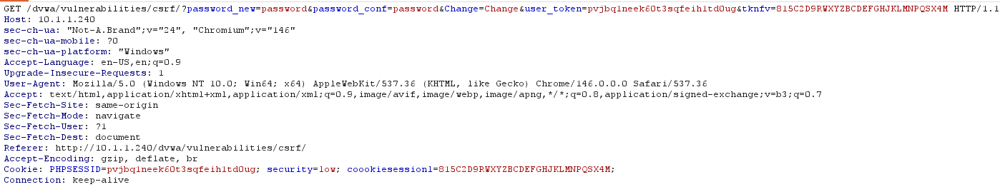 GET /dvwa/vulnerabilities/csrf/?password_new=password&password_conf=password&Change=Change&user_token=pvjbq1neek60t3sqfeih1td0ug&tknfv=815C2D9RWXYZBCDEFGHJKLMNPQSX4M HTTP/1.1
Host: 10.1.1.240
sec-ch-ua: "Not-A.Brand";v="24", "Chromium";v="146"
sec-ch-ua-mobile: ?0
sec-ch-ua-platform: "Windows"
Accept-Language: en-US,en;q=0.9
Upgrade-Insecure-Requests: 1
User-Agent: Mozilla/5.0 (Windows NT 10.0; Win64; x64) AppleWebKit/537.36 (KHTML, like Gecko) Chrome/146.0.0.0 Safari/537.36
Accept: text/html,application/xhtml+xml,application/xml;q=0.9,image/avif,image/webp,image/apng,*/*;q=0.8,application/signed-exchange;v=b3;q=0.7
Sec-Fetch-Site: same-origin
Sec-Fetch-Mode: navigate
Sec-Fetch-User: ?1
Sec-Fetch-Dest: document
Referer: http://10.1.1.240/dvwa/vulnerabilities/csrf/
Accept-Encoding: gzip, deflate, br
Cookie: PHPSESSID=pvjbq1neek60t3sqfeih1td0ug; security=low; coookiesession1=815C2D9RWXYZBCDEFGHJKLMNPQSX4M;
Connection: keep-alive